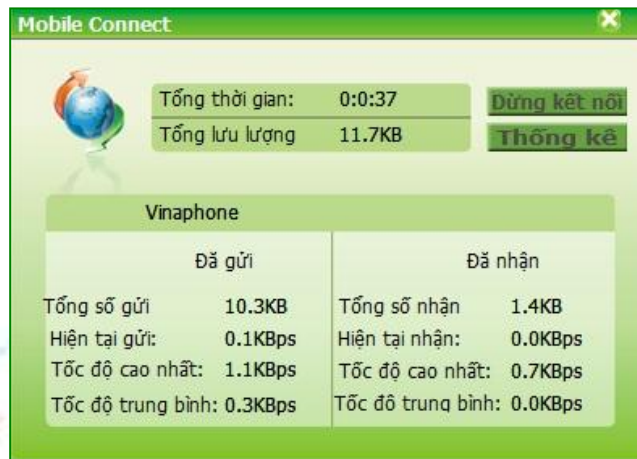 Mobile Connect
Tổng thời gian: 0:0:37
Dừng kết nối
Tổng lưu lượng 11.7KB
Thống kê
Vinaphone
Đã gửi
Đã nhận
Tổng số gửi 10.3KB
Tổng số nhận 1.4KB
Hiện tại gửi: 0.1KBps
Hiện tại nhận: 0.0KBps
Tốc độ cao nhất: 1.1KBps
Tốc độ cao nhất: 0.7KBps
Tốc độ trung bình: 0.3KBps
Tốc độ trung bình: 0.0KBps